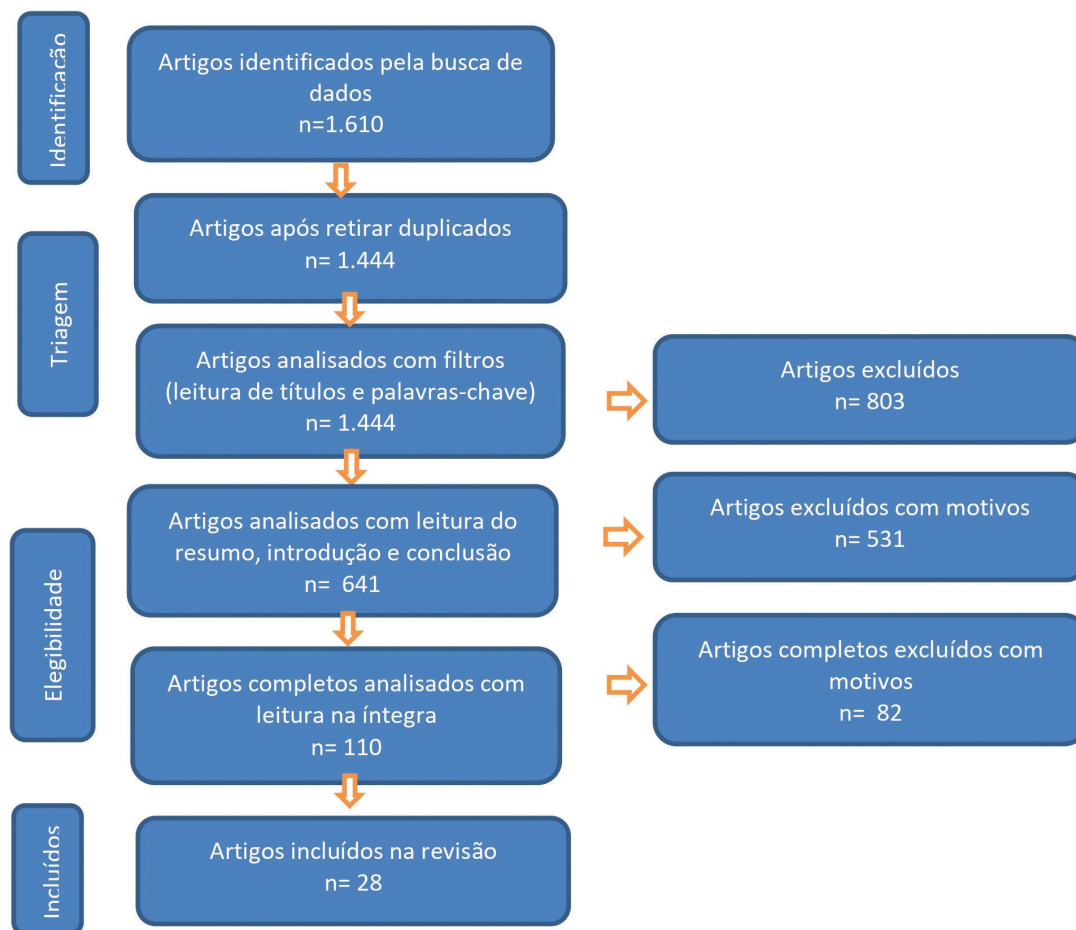 Identificação
Artigos identificados pela busca de
dados
n=1.610
Triagem
Artigos após retirar duplicados
n= 1.444
Artigos analisados com filtros
(leitura de títulos e palavras-chave)
n= 1.444
Artigos excluídos
n= 803
Elegibilidade
Artigos analisados com leitura do
resumo, introdução e conclusão
n=  641
Artigos excluídos com motivos
n= 531
Artigos completos analisados com
leitura na íntegra
n= 110
Artigos completos excluídos com
motivos
n=  82
Incluídos
Artigos incluídos na revisão
n= 28